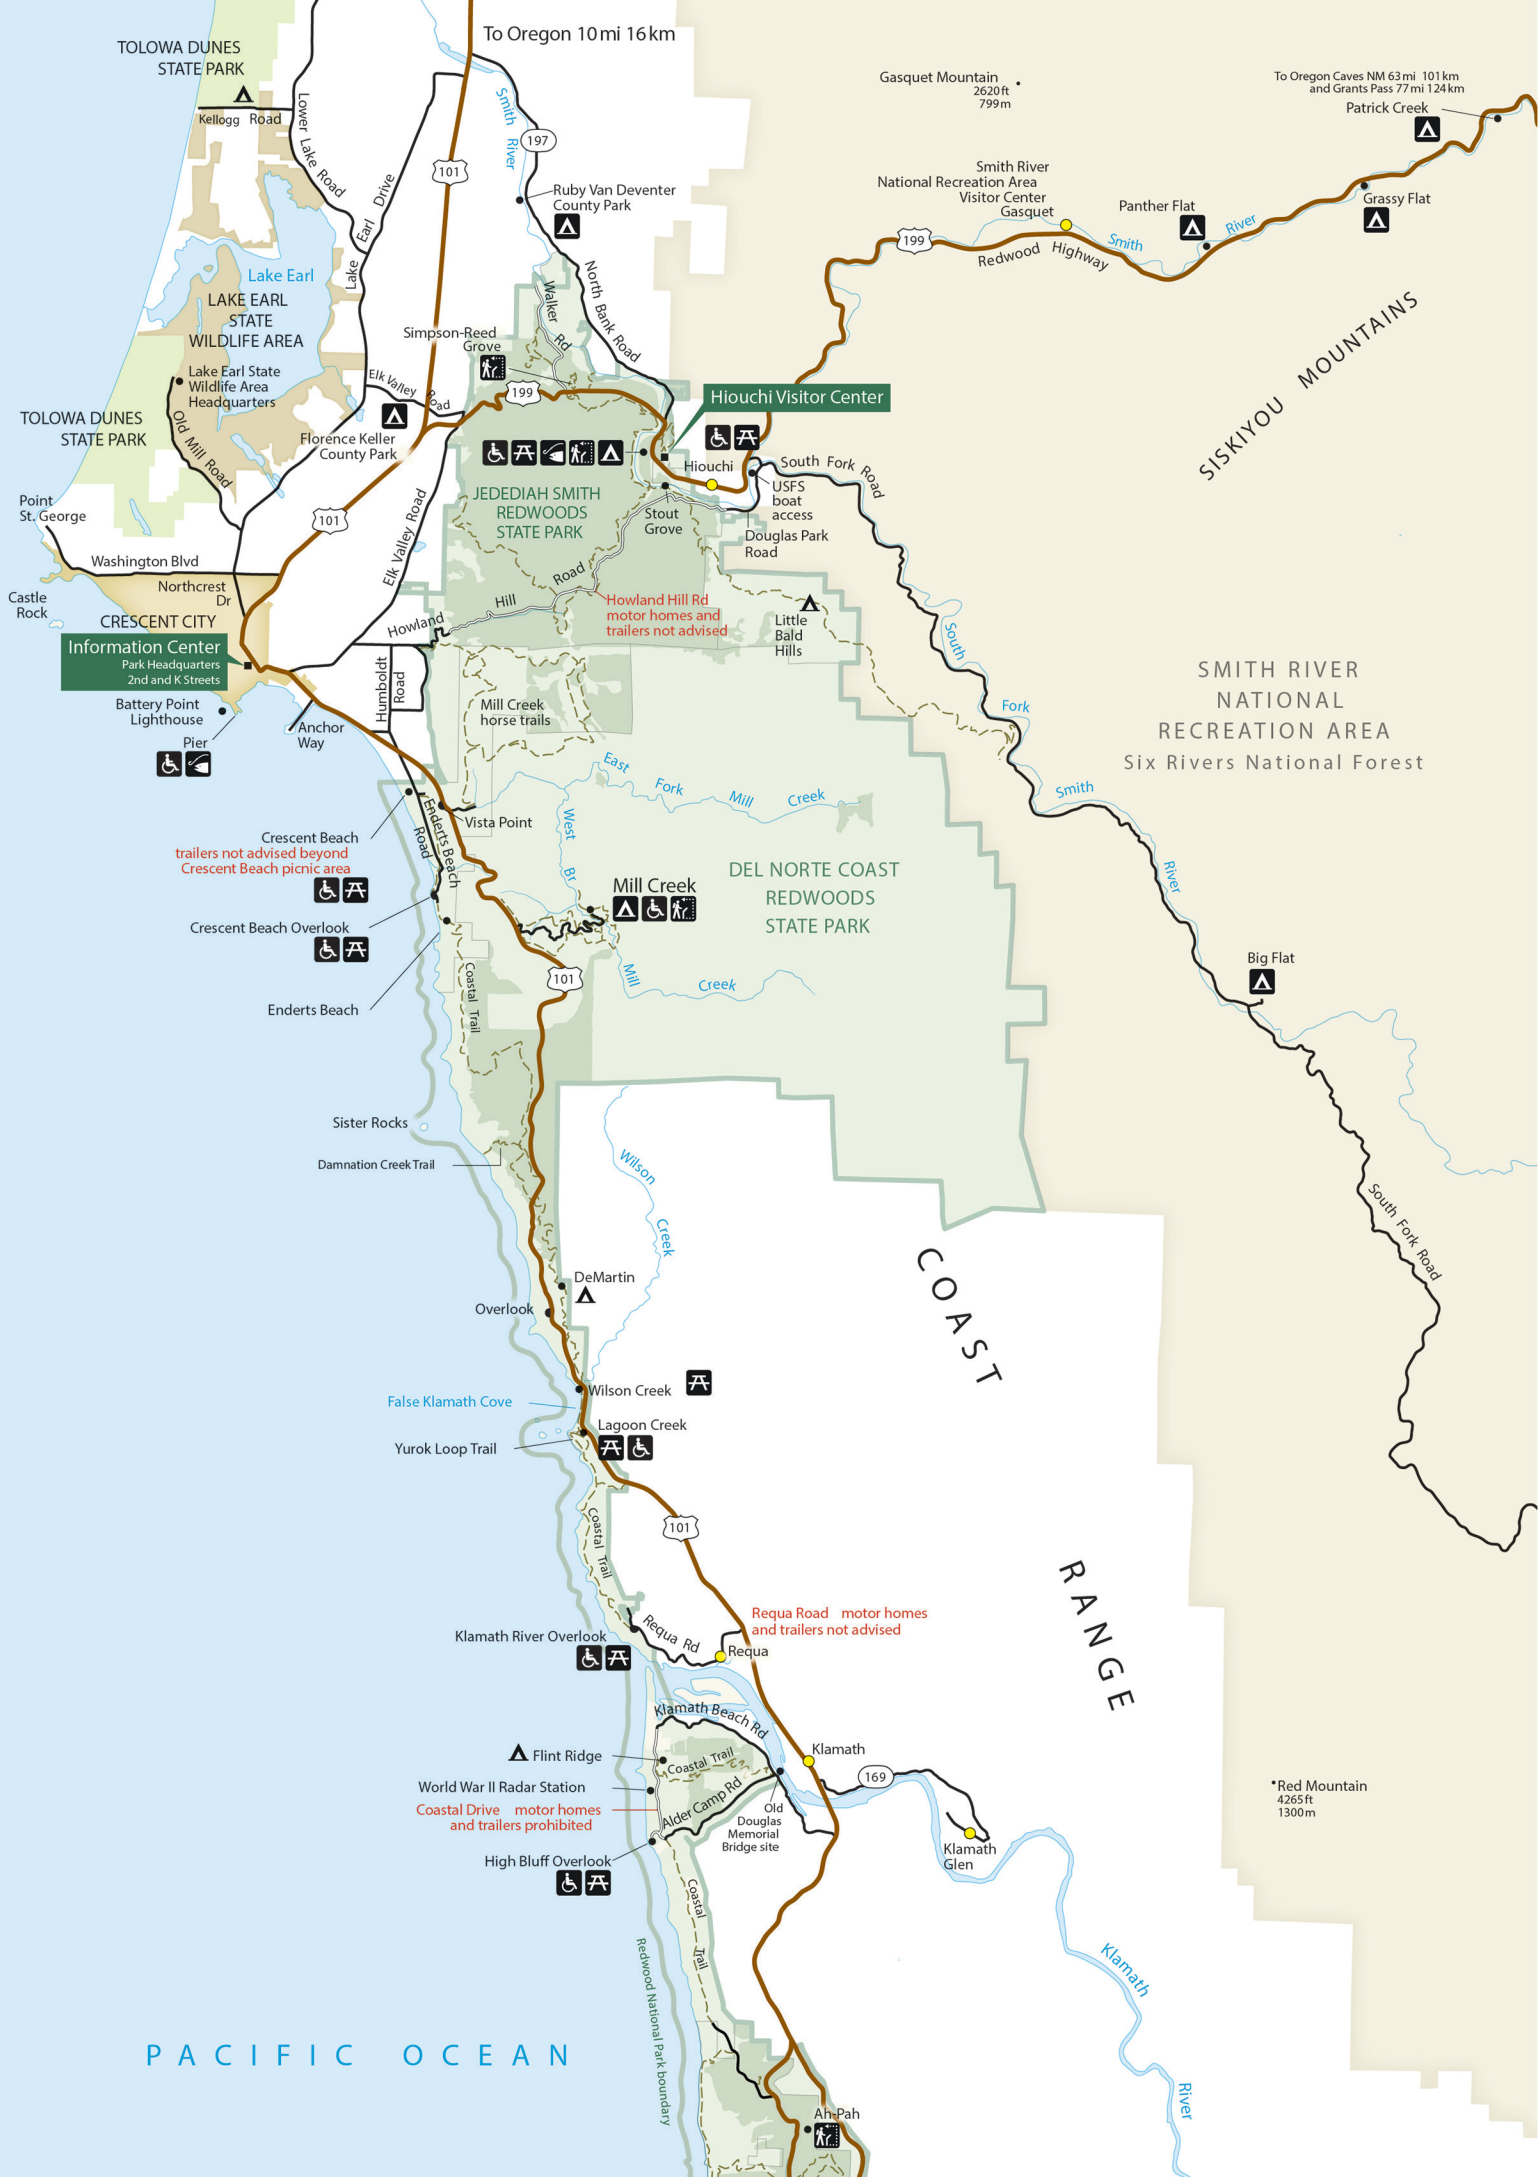 To Oregon 10 mi 16 km
TOLOWA DUNES
STATE PARK
Kellogg Road
Lower Lake Road
Lake Earl Drive
101
Smith River
197
Ruby Van Deventer
County Park
Gasquet Mountain
2620 ft
799 m
To Oregon Caves NM 63 mi 101 km
and Grants Pass 77 mi 124 km
Patrick Creek
Smith River
National Recreation Area
Visitor Center
Gasquet
Panther Flat
Grassy Flat
199
Redwood Highway
Smith River
SISKIYOU MOUNTAINS
Lake Earl
LAKE EARL
STATE
WILDLIFE AREA
Lake Earl State
Wildlife Area
Headquarters
Old Mill Road
TOLOWA DUNES
STATE PARK
Simpson-Reed
Grove
Walker Rd
North Bank Road
Elk Valley Road
199
Florence Keller
County Park
Hiouchi Visitor Center
Hiouchi
South Fork Road
USFS
boat
access
Douglas Park
Road
JEDEDIAH SMITH
REDWOODS
STATE PARK
Stout
Grove
Point
St. George
101
Elk Valley Road
Washington Blvd
Northcrest
Dr
Castle
Rock
CRESCENT CITY
Information Center
Park Headquarters
2nd and K Streets
Howland Hill Road
Howland Hill Rd
motor homes and
trailers not advised
Little
Bald
Hills
Humboldt
Road
Battery Point
Lighthouse
Pier
Anchor
Way
Mill Creek
horse trails
South Fork Smith River
SMITH RIVER
NATIONAL
RECREATION AREA
Six Rivers National Forest
East Fork Mill Creek
West Br
Vista Point
Enderts Beach
Road
Crescent Beach
trailers not advised beyond
Crescent Beach picnic area
Crescent Beach Overlook
Enderts Beach
Mill Creek
DEL NORTE COAST
REDWOODS
STATE PARK
Mill Creek
101
Coastal Trail
Big Flat
South Fork Road
Sister Rocks
Damnation Creek Trail
Wilson Creek
COAST RANGE
DeMartin
Overlook
Wilson Creek
False Klamath Cove
Lagoon Creek
Yurok Loop Trail
101
Coastal Trail
Requa Road motor homes
and trailers not advised
Requa Rd
Requa
Klamath River Overlook
Klamath Beach Rd
Klamath
169
Flint Ridge
Coastal Trail
World War II Radar Station
Coastal Drive motor homes
and trailers prohibited
Alder Camp Rd
Old
Douglas
Memorial
Bridge site
High Bluff Overlook
Klamath
Glen
Red Mountain
4265 ft
1300 m
Coastal Trail
Klamath River
Redwood National Park boundary
PACIFIC OCEAN
Ah-Pah